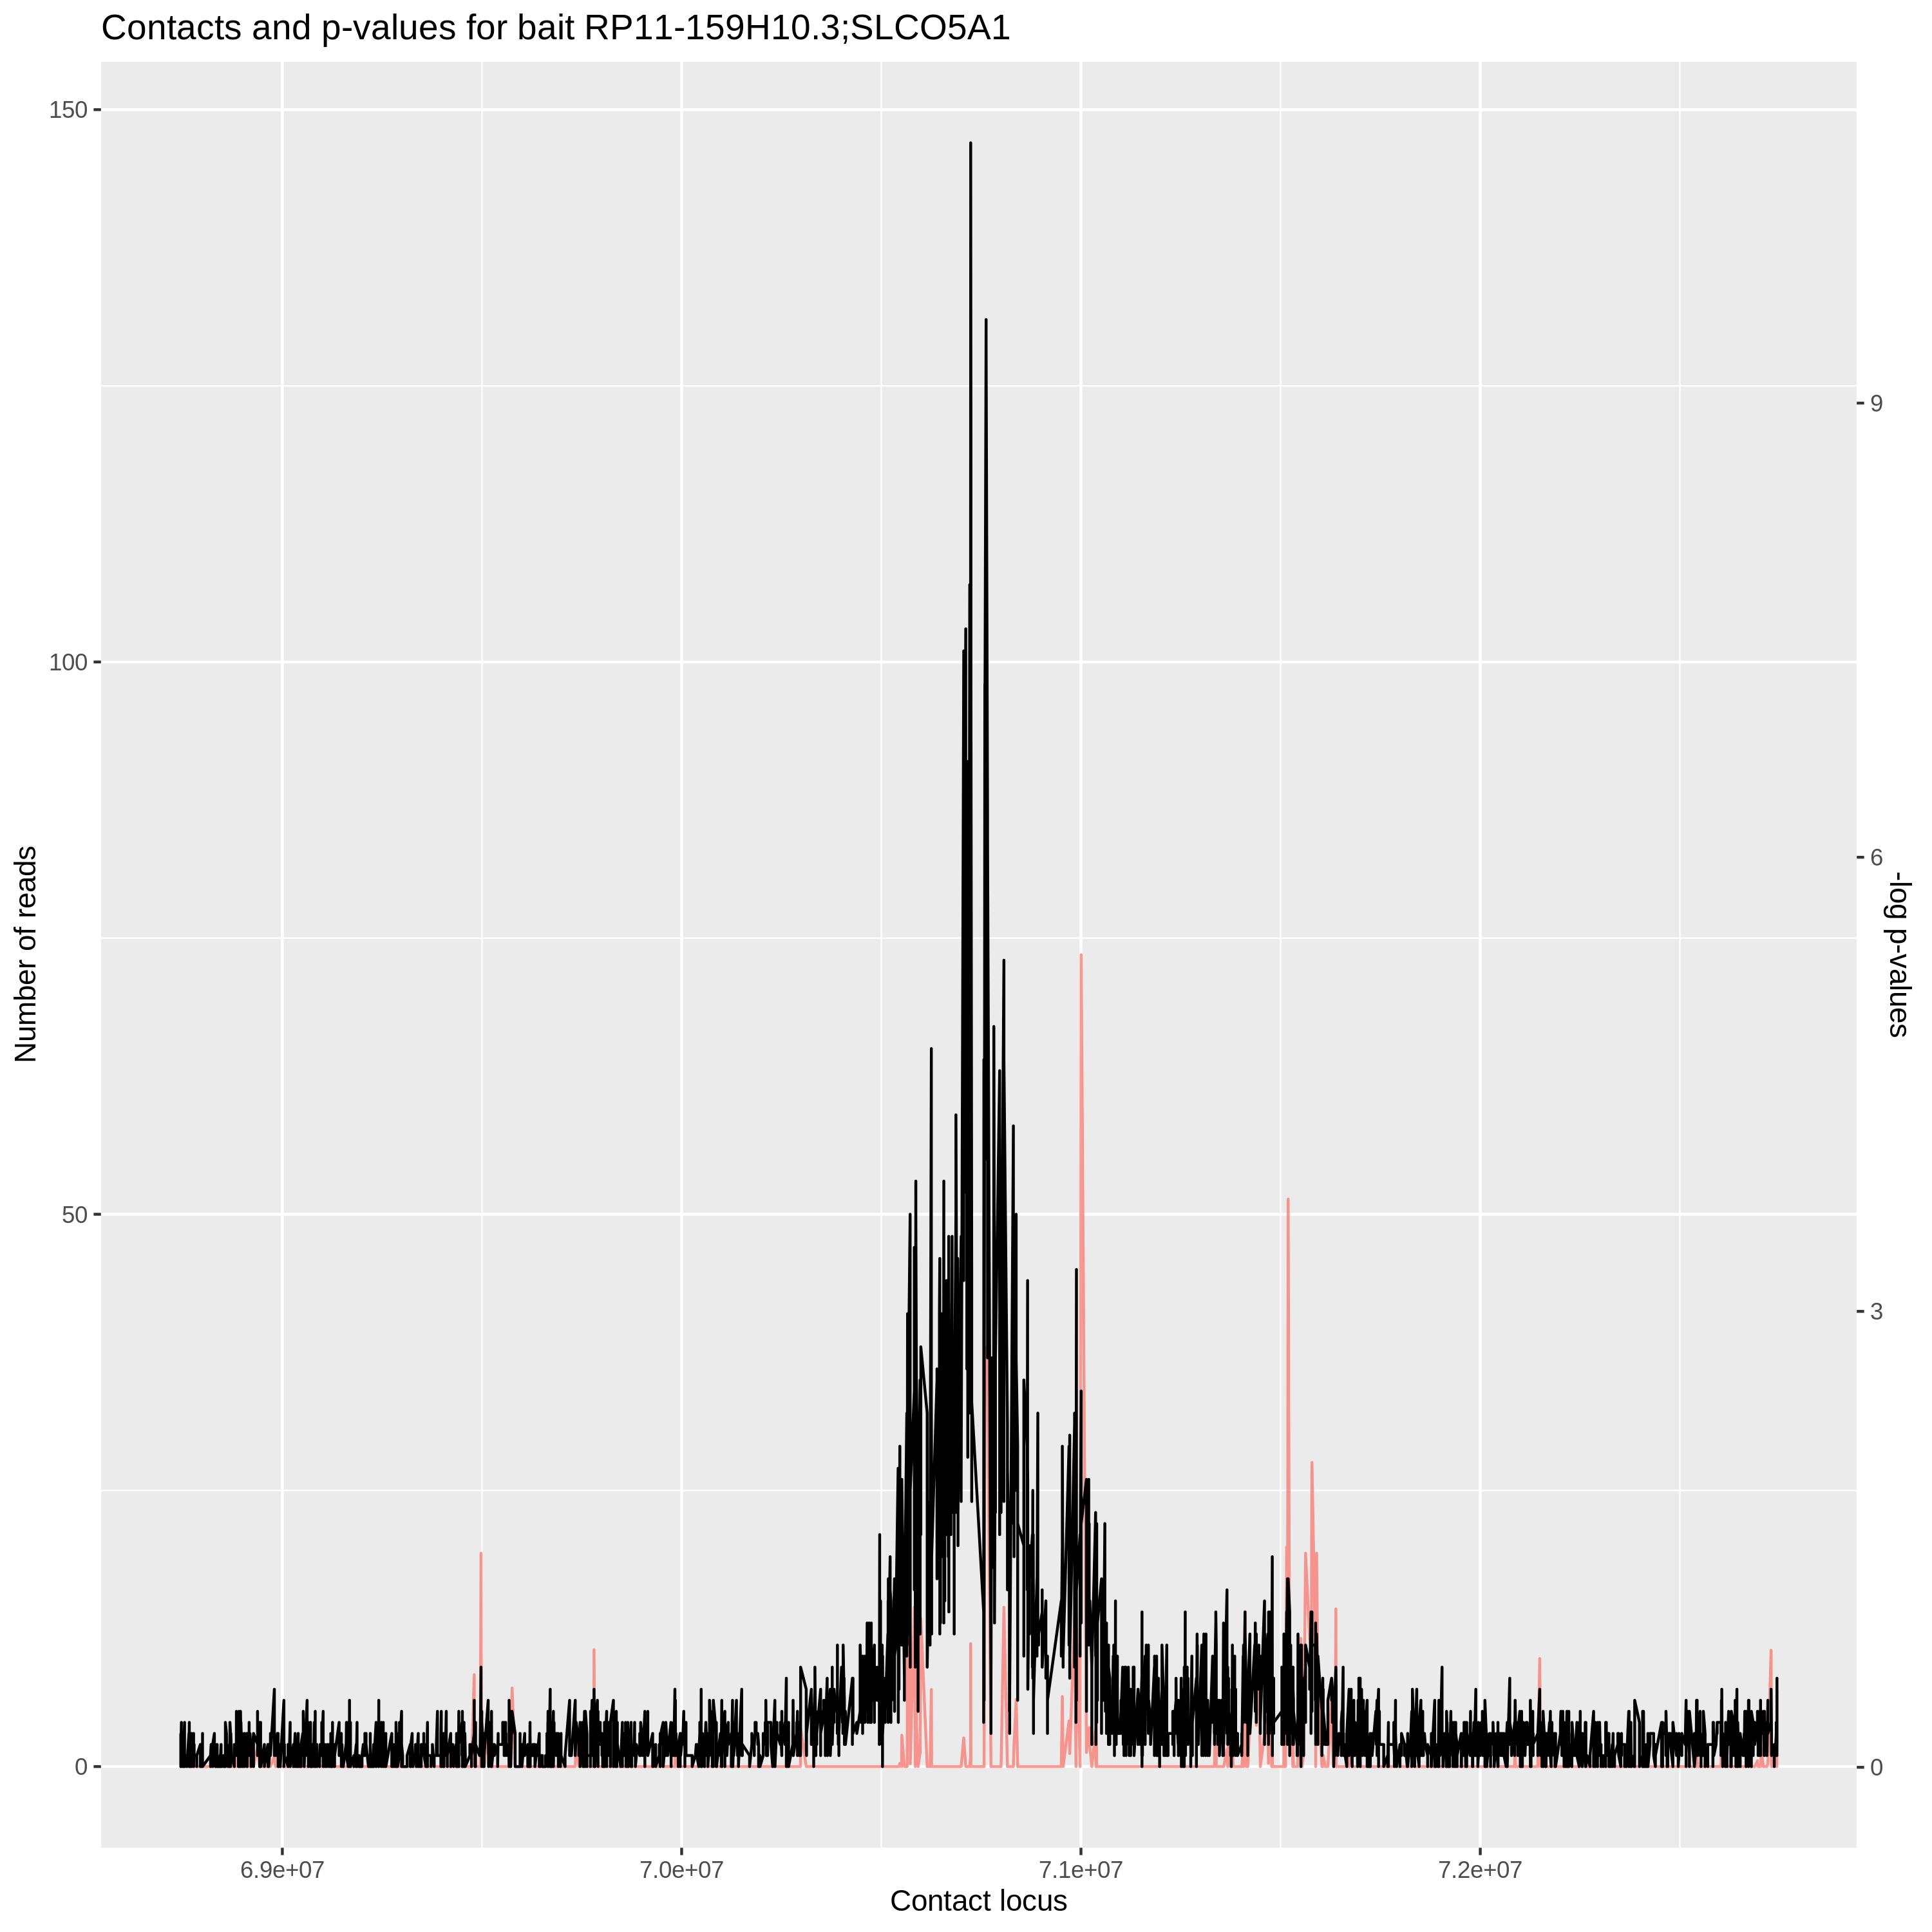 Contacts and p-values for bait RP11-159H10.3;SLCO5A1
150
100
50
0
Number of reads
9
6
3
0
-log p-values
6.9e+07
7.0e+07
7.1e+07
7.2e+07
Contact locus